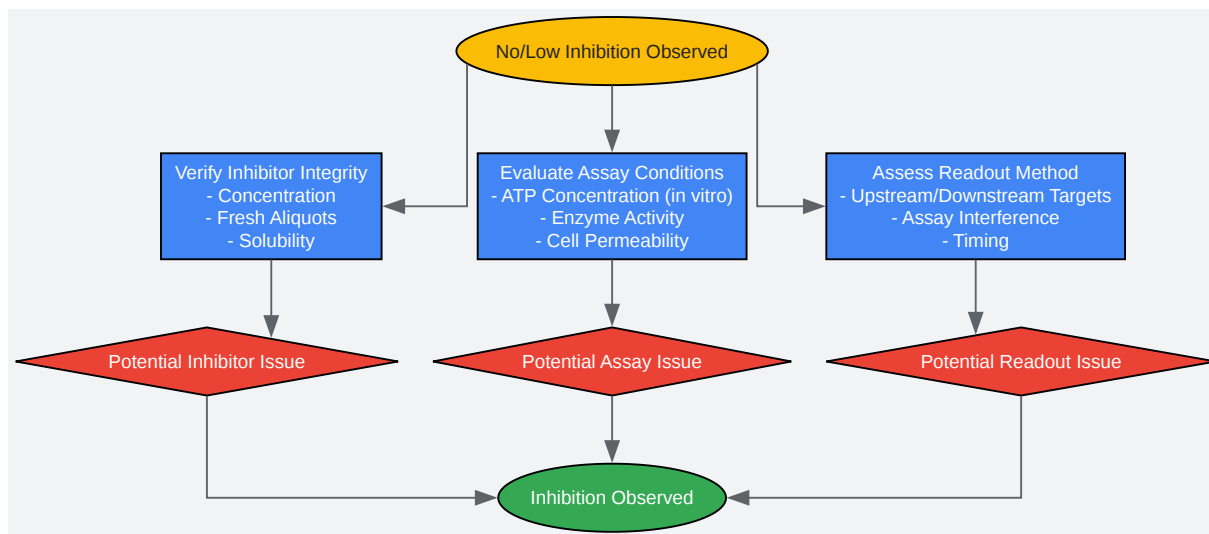 No/Low Inhibition Observed
Verify Inhibitor Integrity
- Concentration
- Fresh Aliquots
- Solubility
Evaluate Assay Conditions
- ATP Concentration (in vitro)
- Enzyme Activity
- Cell Permeability
Assess Readout Method
- Upstream/Downstream Targets
- Assay Interference
- Timing
Potential Inhibitor Issue
Potential Assay Issue
Potential Readout Issue
Inhibition Observed